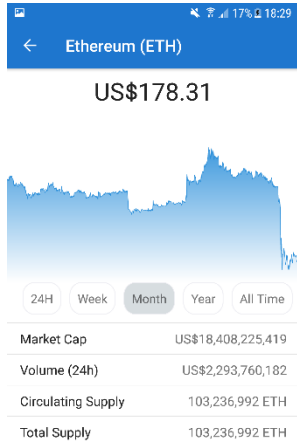 17% 18:29
Ethereum (ETH)
US$178.31
24H Week Month Year All Time
Market Cap US$18,408,225,419
Volume (24h) US$2,293,760,182
Circulating Supply 103,236,992 ETH
Total Supply 103,236,992 ETH